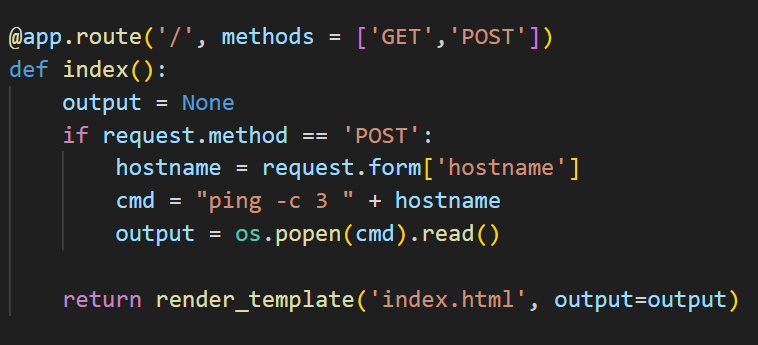 @app.route('/', methods = ['GET','POST'])
def index():
    output = None
    if request.method == 'POST':
        hostname = request.form['hostname']
        cmd = "ping -c 3 " + hostname
        output = os.popen(cmd).read()
    return render_template('index.html', output=output)